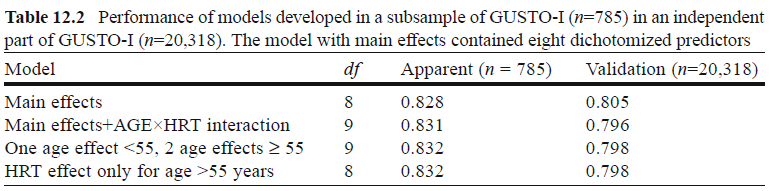 Table 12.2 Performance of models developed in a subsample of GUSTO-I (n=785) in an independent
part of GUSTO-I (n=20,318). The model with main effects contained eight dichotomized predictors
Model df Apparent (n = 785) Validation (n=20,318)
Main effects 8 0.828 0.805
Main effects+AGE×HRT interaction 9 0.831 0.796
One age effect <55, 2 age effects ≥ 55 9 0.832 0.798
HRT effect only for age >55 years 8 0.832 0.798